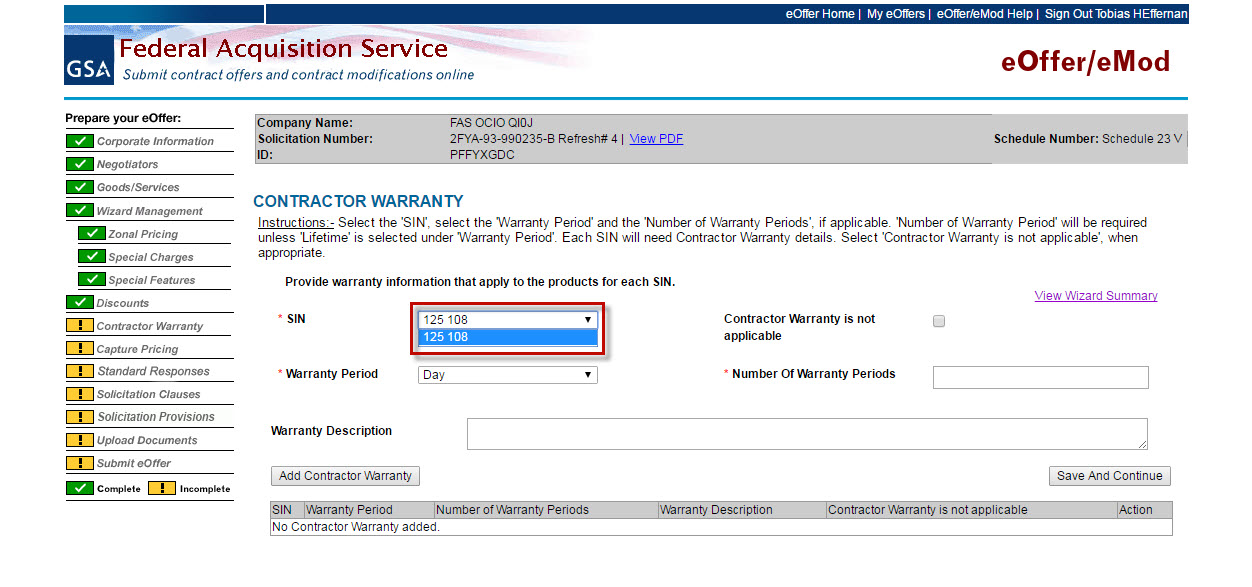 eOffer Home | My eOffers | eOffer/eMod Help | Sign Out Tobias HEffernan
GSA
Federal Acquisition Service
Submit contract offers and contract modifications online
eOffer/eMod
Prepare your eOffer:
Corporate Information
Negotiators
Goods/Services
Wizard Management
Zonal Pricing
Special Charges
Special Features
Discounts
Contractor Warranty
Capture Pricing
Standard Responses
Solicitation Clauses
Solicitation Provisions
Upload Documents
Submit eOffer
Complete ! Incomplete
Company Name: FAS OCIO QI0J
Solicitation Number: 2FYA-93-990235-B Refresh# 4 | View PDF Schedule Number: Schedule 23 V
ID: PFFYXGDC
CONTRACTOR WARRANTY
Instructions:- Select the 'SIN', select the 'Warranty Period' and the 'Number of Warranty Periods', if applicable. 'Number of Warranty Period' will be required
unless 'Lifetime' is selected under 'Warranty Period'. Each SIN will need Contractor Warranty details. Select 'Contractor Warranty is not applicable', when
appropriate.
Provide warranty information that apply to the products for each SIN.
View Wizard Summary
* SIN 125 108
125 108
Contractor Warranty is not
applicable
* Warranty Period Day * Number Of Warranty Periods
Warranty Description
Add Contractor Warranty Save And Continue
SIN Warranty Period Number of Warranty Periods Warranty Description Contractor Warranty is not applicable Action
No Contractor Warranty added.